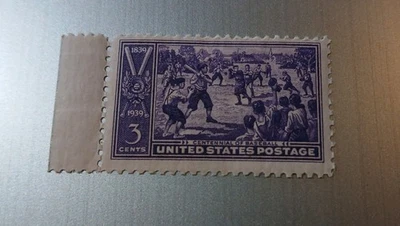 1839
1939
3
CENTS
CENTENNIAL OF BASEBALL
UNITED STATES POSTAGE